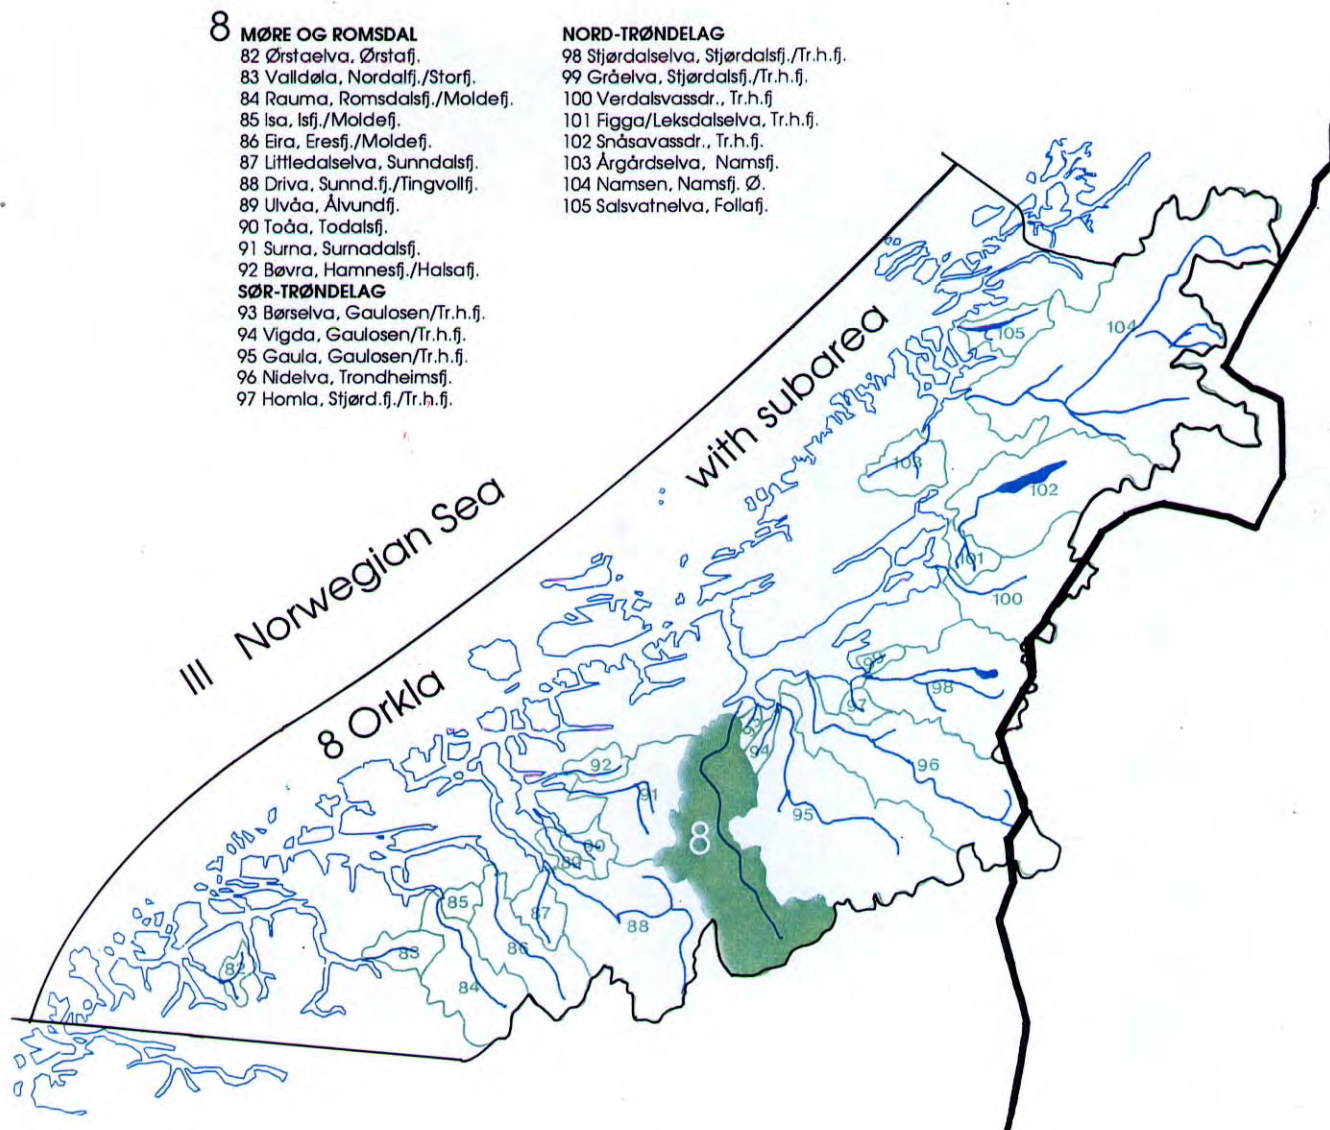 8 MØRE OG ROMSDAL
82 Ørstaelva, Ørstafj.
83 Valldøla, Nordalfj./Storfj.
84 Rauma, Romsdalsfj./Moldefj.
85 Isa, Isfj./Moldefj.
86 Eira, Eresfj./Moldefj.
87 Littledalselva, Sunndalsfj.
88 Driva, Sunnd.fj./Tingvollfj.
89 Ulvåa, Ålvundfj.
90 Toåa, Todalsfj.
91 Surna, Surnadalsfj.
92 Bøvra, Hamnesfj./Halsafj.
SØR-TRØNDELAG
93 Børselva, Gaulosen/Tr.h.fj.
94 Vigda, Gaulosen/Tr.h.fj.
95 Gaula, Gaulosen/Tr.h.fj.
96 Nidelva, Trondheimsfj.
97 Homla, Stjørd.fj./Tr.h.fj.
NORD-TRØNDELAG
98 Stjørdalselva, Stjørdalsfj./Tr.h.fj.
99 Gråelva, Stjørdalsfj./Tr.h.fj.
100 Verdalsvassdr., Tr.h.fj
101 Figga/Leksdalselva, Tr.h.fj.
102 Snåsavassdr., Tr.h.fj.
103 Årgårdselva, Namsfj.
104 Namsen, Namsfj. Ø.
105 Salsvatnelva, Follafj.
III Norwegian Sea
with subarea
8 Orkla
105
104
103
102
101
100
99
98
97
93
94
96
92
91
95
8
90
89
85
87
88
86
83
82
84